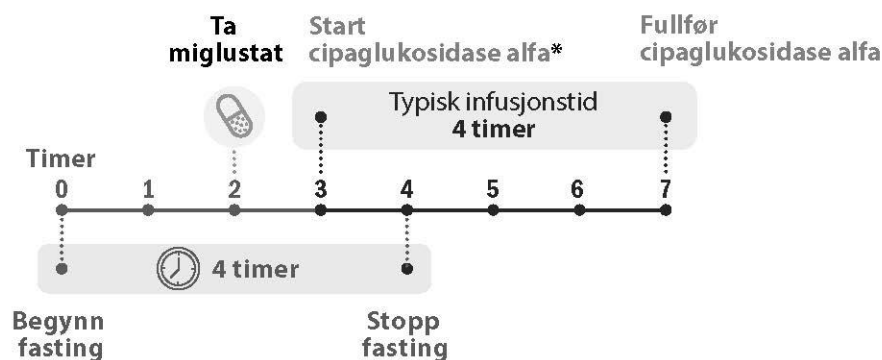 Ta
miglustat
Start
cipaglukosidase alfa*
Fullfør
cipaglukosidase alfa
Typisk infusjonstid
4 timer
Timer
0 1 2 3 4 5 6 7
4 timer
Begynn
fasting
Stopp
fasting